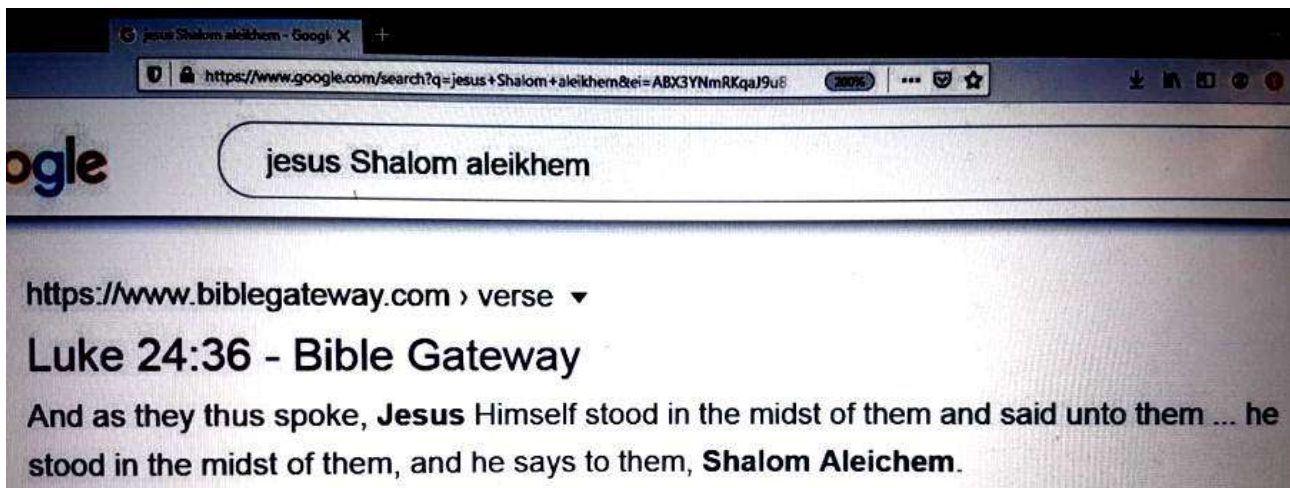 jesus Shalom aleikhem - Googl
https://www.google.com/search?q=jesus+Shalom+aleikhem&ei=ABX3YNmRKqaJ9u8
200%
ogle
jesus Shalom aleikhem
https://www.biblegateway.com › verse
Luke 24:36 - Bible Gateway
And as they thus spoke, Jesus Himself stood in the midst of them and said unto them ... he
stood in the midst of them, and he says to them, Shalom Aleichem.